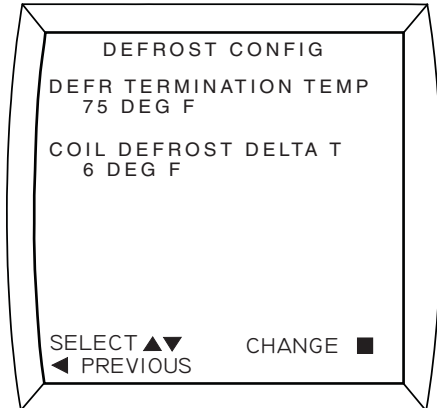 DEFROST CONFIG
DEFR TERMINATION TEMP
75 DEG F
COIL DEFROST DELTA T
6 DEG F
SELECT ▲▼ CHANGE ■
◀ PREVIOUS